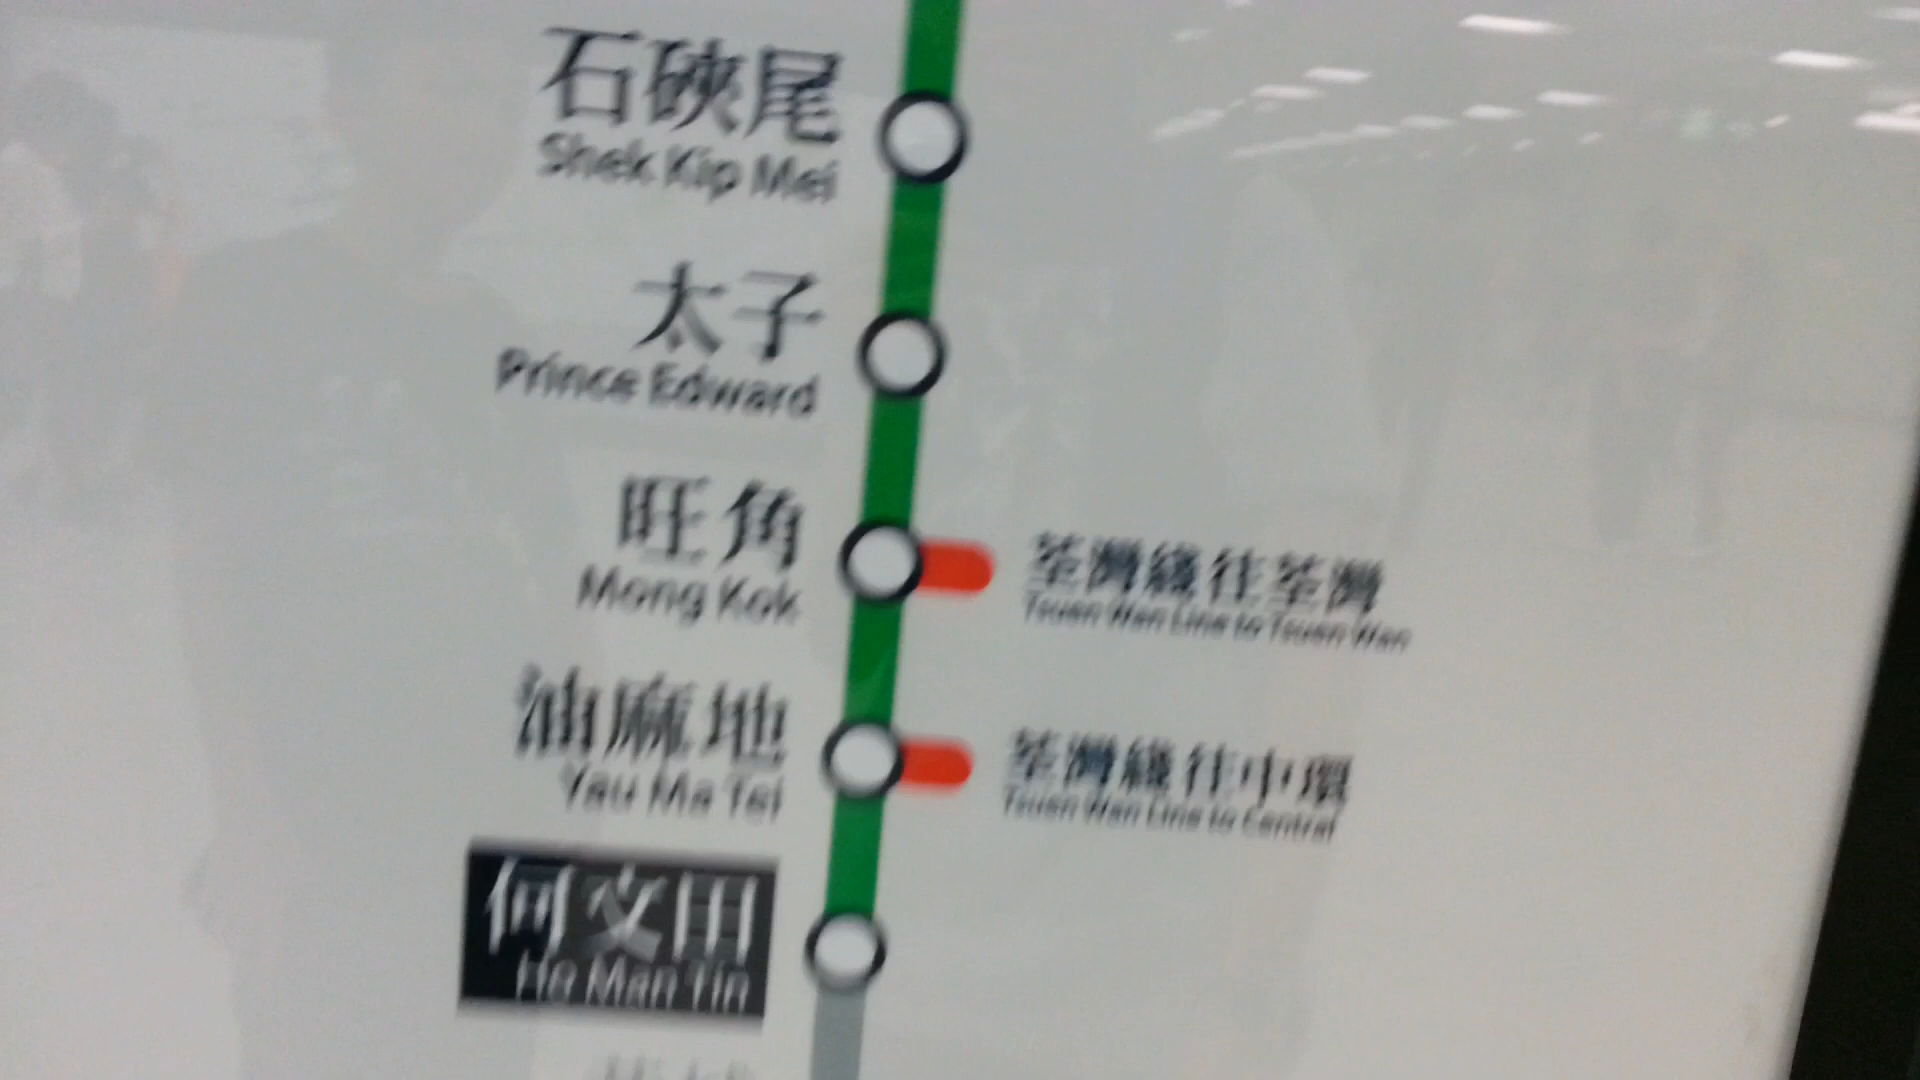 石硤尾
Shek Kip Mei
太子
Prince Edward
旺角
Mong Kok
荃灣綫往荃灣
Tsuen Wan Line to Tsuen Wan
油麻地
Yau Ma Tei
荃灣綫往中環
Tsuen Wan Line to Central
何文田
Ho Man Tin